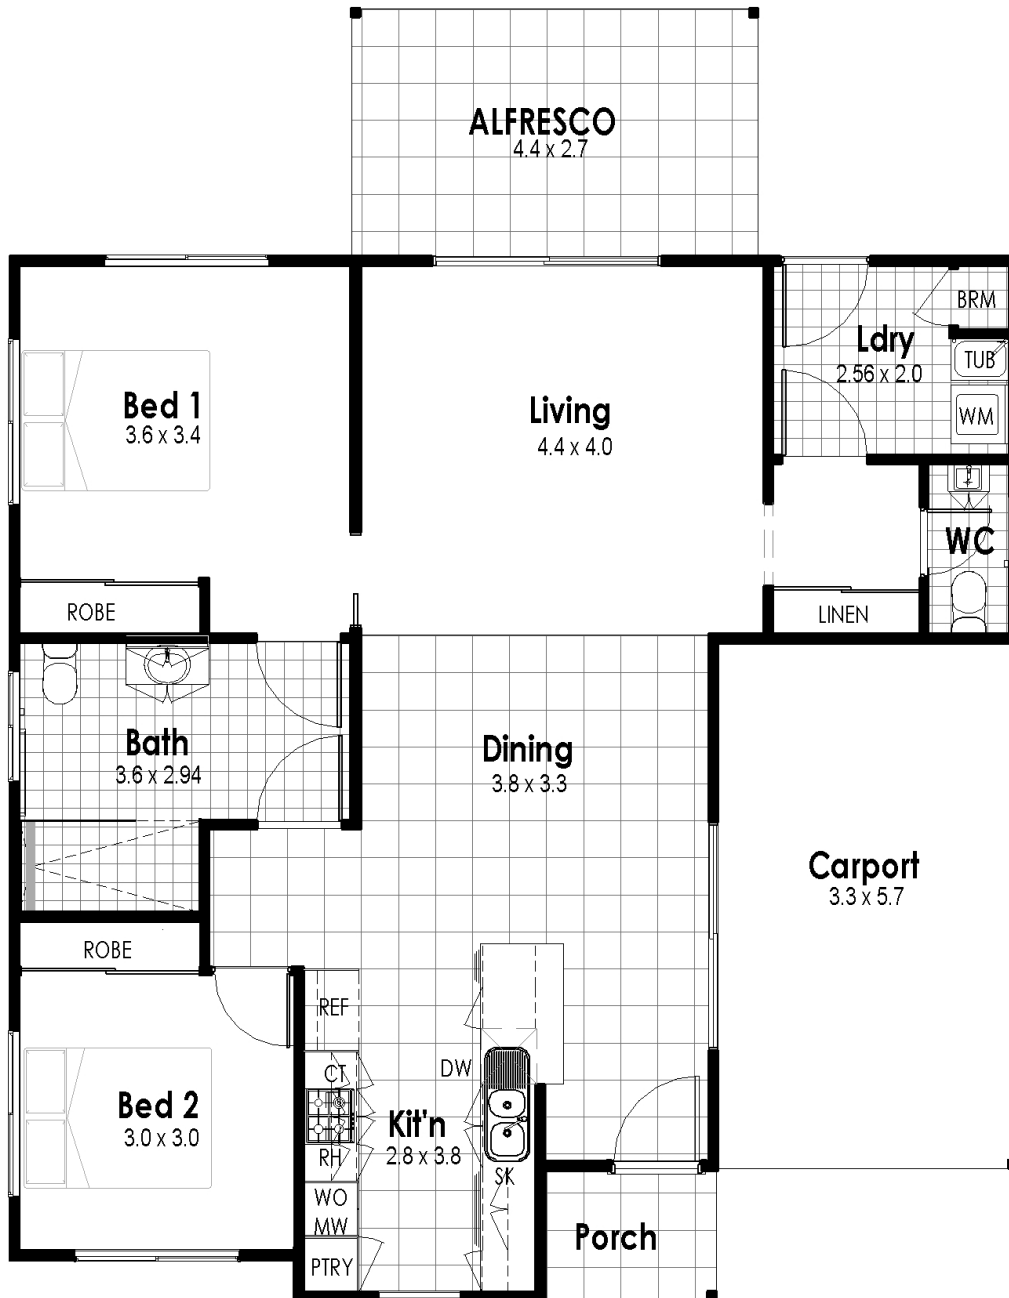 ALFRESCO
4.4 x 2.7
BRM
Ldry
2.56 x 2.0
TUB
WM
Bed 1
3.6 x 3.4
Living
4.4 x 4.0
WC
ROBE
LINEN
Bath
3.6 x 2.94
Dining
3.8 x 3.3
Carport
3.3 x 5.7
ROBE
REF
DW
CT
Bed 2
3.0 x 3.0
Kit'n
2.8 x 3.8
RH
SK
WO
MW
PTRY
Porch